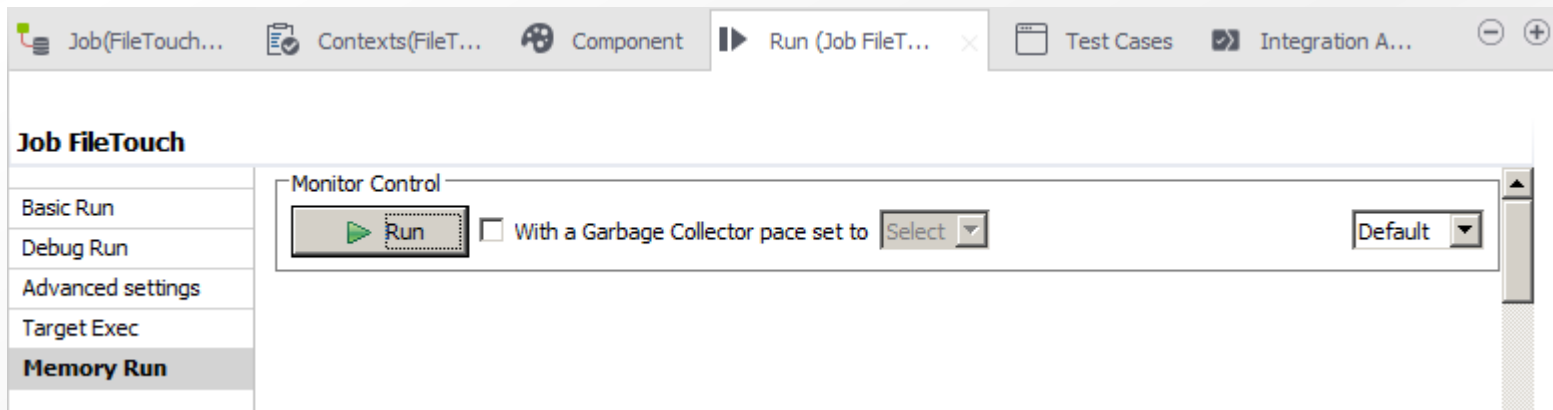 Job(FileTouch...
Contexts(FileT...
Component
Run (Job FileT...
Test Cases
Integration A...
Job FileTouch
Basic Run
Debug Run
Advanced settings
Target Exec
Memory Run
Monitor Control
Run
With a Garbage Collector pace set to
Select
Default